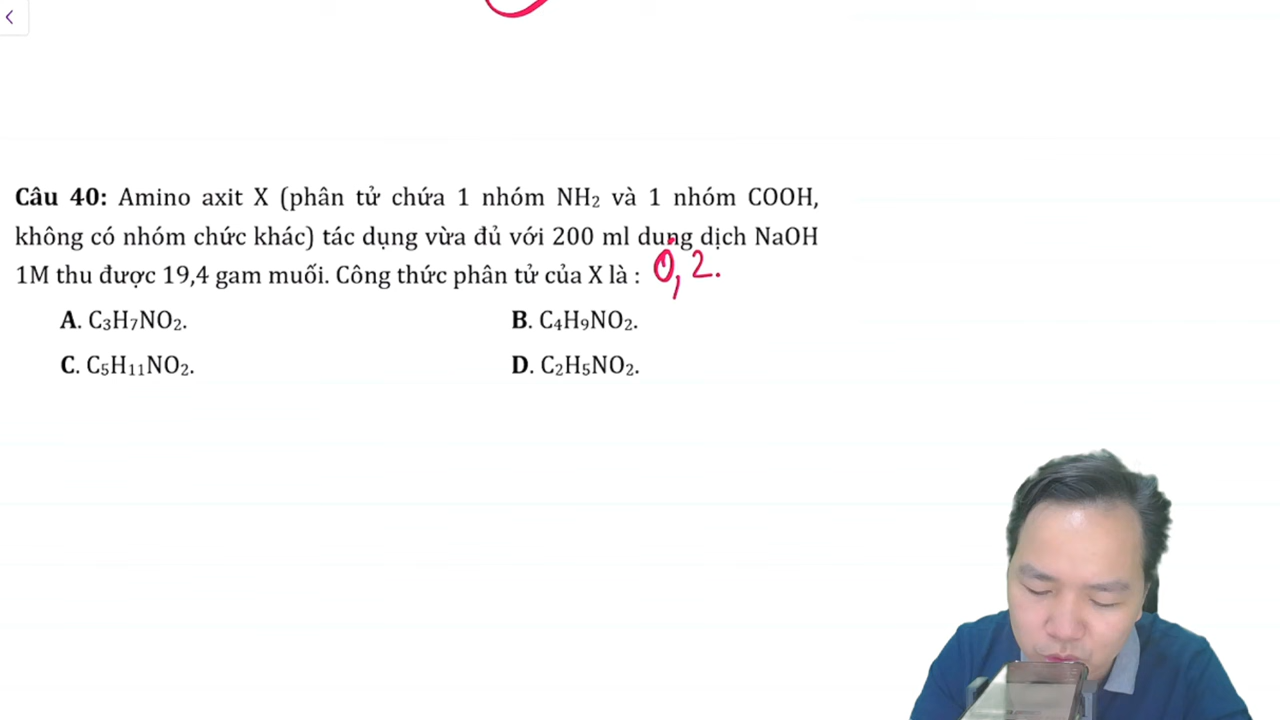 Câu 40: Amino axit X (phân tử chứa 1 nhóm NH₂ và 1 nhóm COOH,
không có nhóm chức khác) tác dụng vừa đủ với 200 ml dung dịch NaOH
1M thu được 19,4 gam muối. Công thức phân tử của X là : 0,2.
A. C₃H₇NO₂. B. C₄H₉NO₂.
C. C₅H₁₁NO₂. D. C₂H₅NO₂.